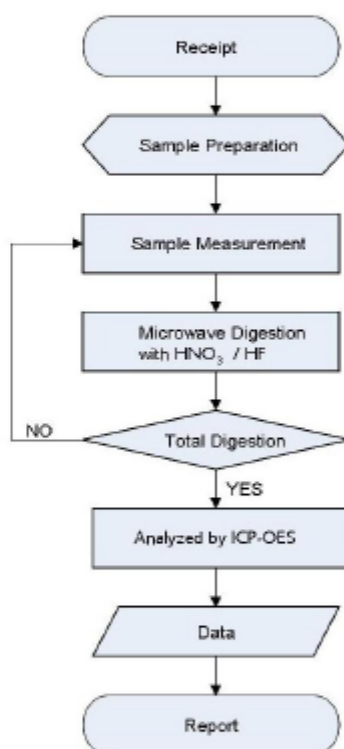 Receipt
Sample Preparation
Sample Measurement
Microwave Digestion
with HNO₃ / HF
Total Digestion
NO
YES
Analyzed by ICP-OES
Data
Report